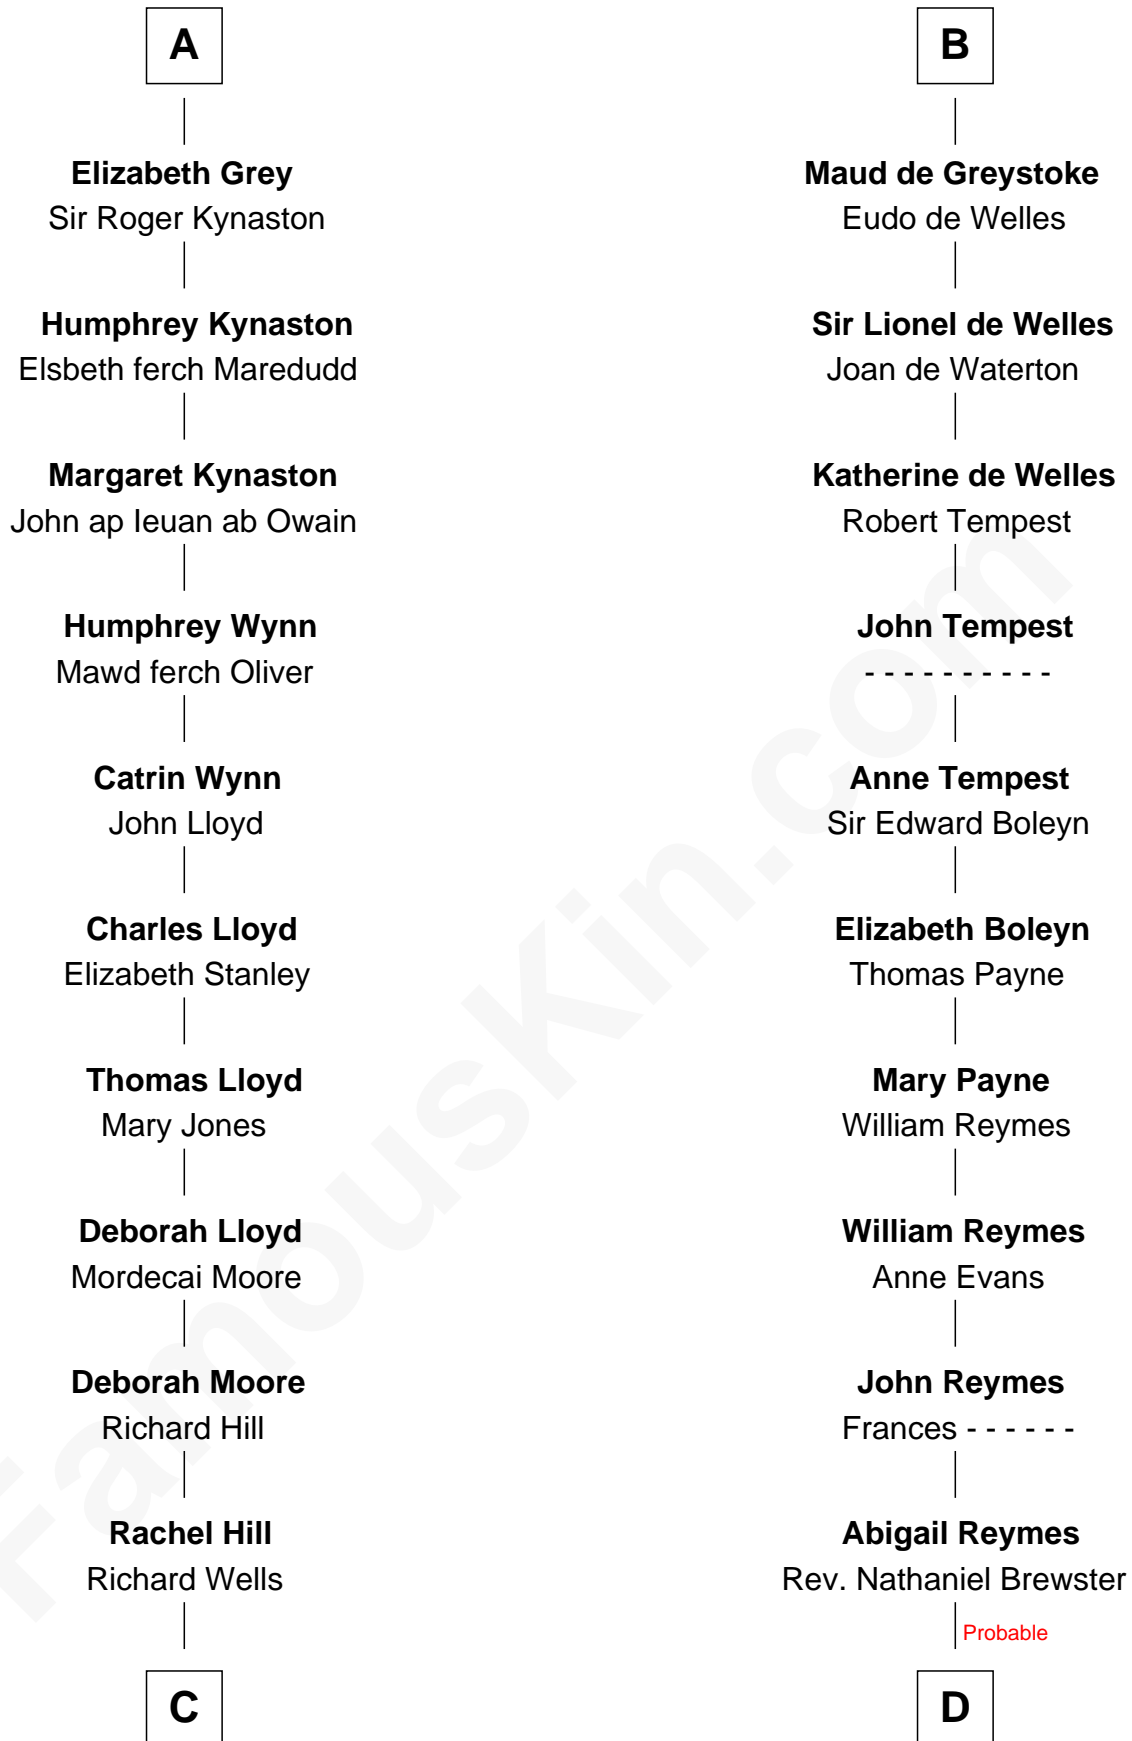 A
Elizabeth Grey
Sir Roger Kynaston
Humphrey Kynaston
Elsbeth ferch Maredudd
Margaret Kynaston
John ap Ieuan ab Owain
Humphrey Wynn
Mawd ferch Oliver
Catrin Wynn
John Lloyd
Charles Lloyd
Elizabeth Stanley
Thomas Lloyd
Mary Jones
Deborah Lloyd
Mordecai Moore
Deborah Moore
Richard Hill
Rachel Hill
Richard Wells
C
B
Maud de Greystoke
Eudo de Welles
Sir Lionel de Welles
Joan de Waterton
Katherine de Welles
Robert Tempest
John Tempest
- - - - - - - - - -
Anne Tempest
Sir Edward Boleyn
Elizabeth Boleyn
Thomas Payne
Mary Payne
William Reymes
William Reymes
Anne Evans
John Reymes
Frances - - - - - -
Abigail Reymes
Rev. Nathaniel Brewster
Probable
D
FamousKin.com